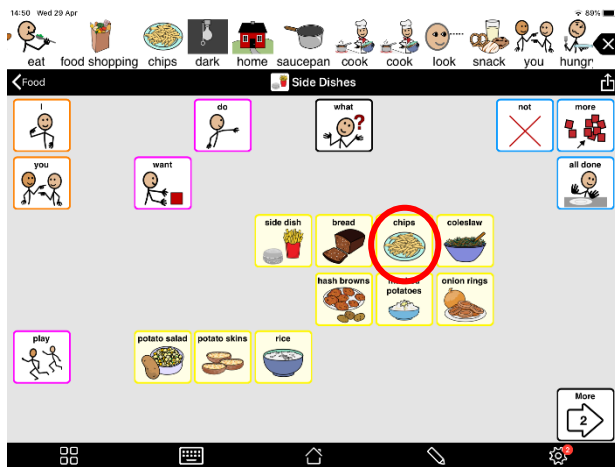 14:50 Wed 29 Apr
89%
eat food shopping chips dark home saucepan cook cook look snack you hungr
Food
Side Dishes
I do what not more
you want all done
side dish bread chips coleslaw
hash browns
potatoes onion rings
play potato salad potato skins rice
More
2
2